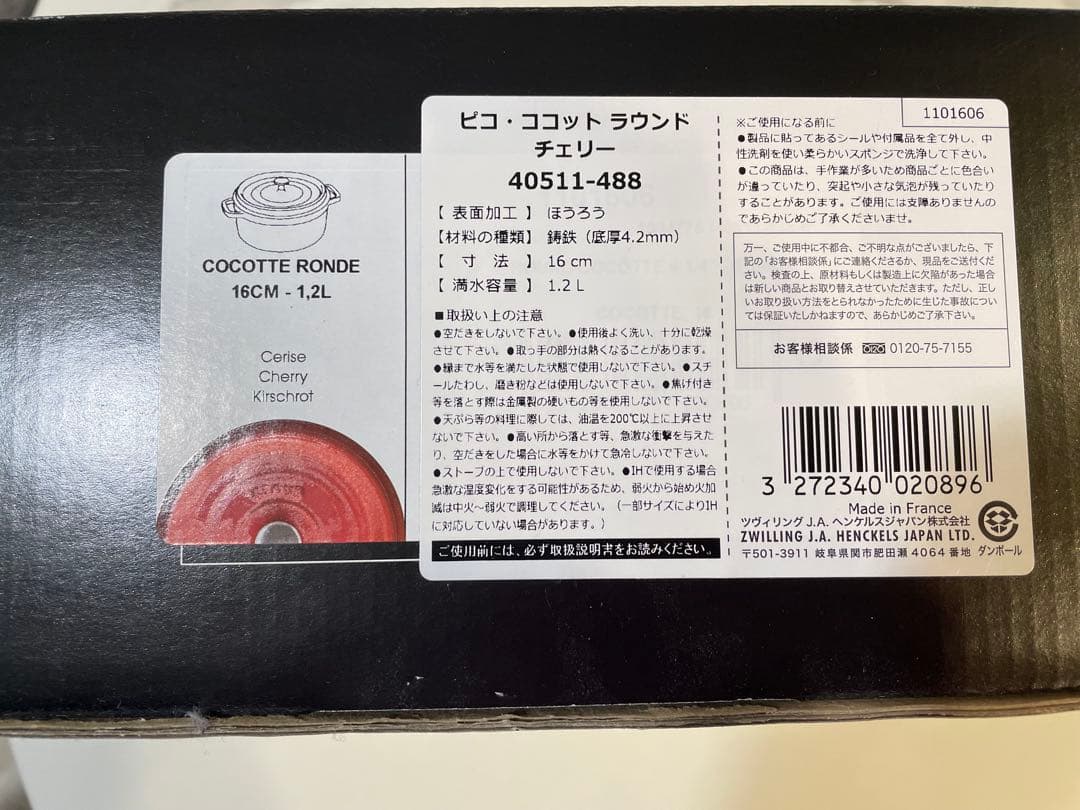 COCOTTE RONDE
16CM - 1,2L
Cerise
Cherry
Kirschrot
ピコ・ココット ラウンド
チェリー
40511-488
【 表面加工 】 ほうろう
【材料の種類】 鋳鉄（底厚4.2mm）
【 寸 法 】 16 cm
【 満水容量 】 1.2 L
■取扱い上の注意
●空だきをしないで下さい。●使用後よく洗い、十分に乾燥
させて下さい。●取っ手の部分は熱くなることがあります。
●縁まで水等を満たした状態で使用しないで下さい。●スチ
ールたわし、磨き粉などは使用しないで下さい。●焦げ付き
等を落とす際は金属製の硬いもの等を使用しないで下さい。
●天ぷら等の料理に際しては、油温を200℃以上に上昇させ
ないで下さい。●高い所から落とす等、急激な衝撃を与えた
り、空だきをした場合に水等をかけて急冷しないで下さい。
●ストーブの上で使用しないで下さい。●IHで使用する場合
急激な温度変化をする可能性があるため、弱火から始め火加
減は中火～弱火で調理してください。（一部サイズによりIH
に対応していない場合があります。）
ご使用前には、必ず取扱説明書をお読みください。
1101606
※ご使用になる前に
●製品に貼ってあるシールや付属品を全て外し、中
性洗剤を使い柔らかいスポンジで洗浄して下さい。
●この商品は、手作業が多いため商品ごとに色合い
が違っていたり、突起や小さな気泡が残っていたり
することがあります。ご使用には支障ありませんの
であらかじめご了承くださいませ。
万一、ご使用中に不都合、ご不明な点がございましたら、下
記の「お客様相談係」にご連絡くださるか、現品をご送付くださ
い。検査の上、原材料もしくは製造上に欠陥があった場合
は新しい商品とお取り替えさせていただきます。ただし、正し
いお取り扱い方法をとられなかったために生じた事故につい
ては保証いたしかねますので、あらかじめご了承下さい。
お客様相談係 0120-75-7155
3 272340 020896
Made in France
ツヴィリング J.A. ヘンケルスジャパン株式会社
ZWILLING J.A. HENCKELS JAPAN LTD.
〒501-3911 岐阜県関市肥田瀬 4064 番地 ダンボール